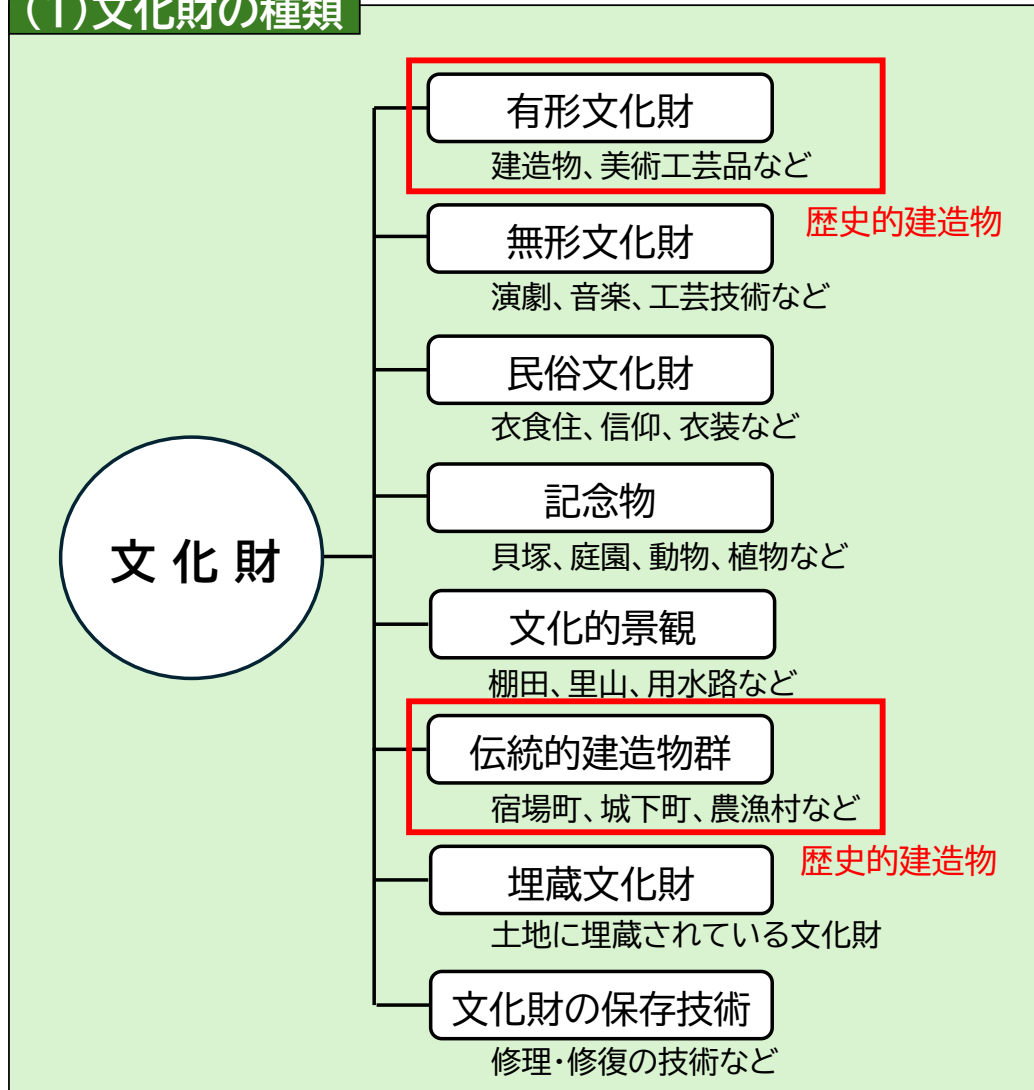 (1)文化財の種類
有形文化財
建造物、美術工芸品など
歴史的建造物
無形文化財
演劇、音楽、工芸技術など
民俗文化財
衣食住、信仰、衣装など
記念物
貝塚、庭園、動物、植物など
文化財
文化的景観
棚田、里山、用水路など
伝統的建造物群
宿場町、城下町、農漁村など
歴史的建造物
埋蔵文化財
土地に埋蔵されている文化財
文化財の保存技術
修理・修復の技術など